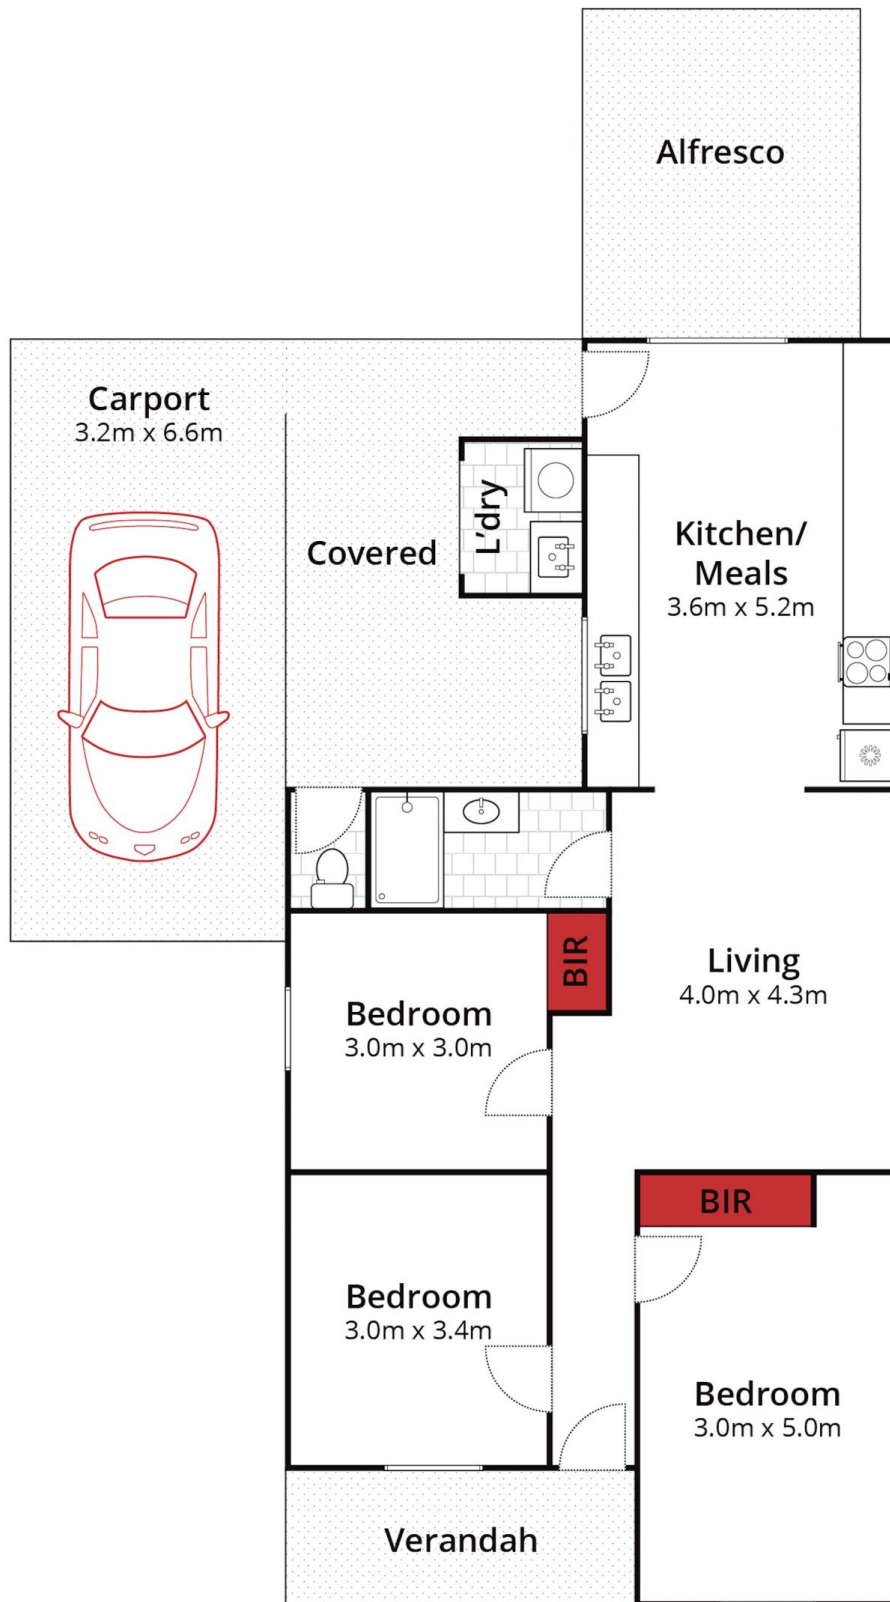 Alfresco
Carport
3.2m x 6.6m
L'dry
Covered
Kitchen/
Meals
3.6m x 5.2m
BIR
Living
4.0m x 4.3m
Bedroom
3.0m x 3.0m
BIR
Bedroom
3.0m x 3.4m
Bedroom
3.0m x 5.0m
Verandah